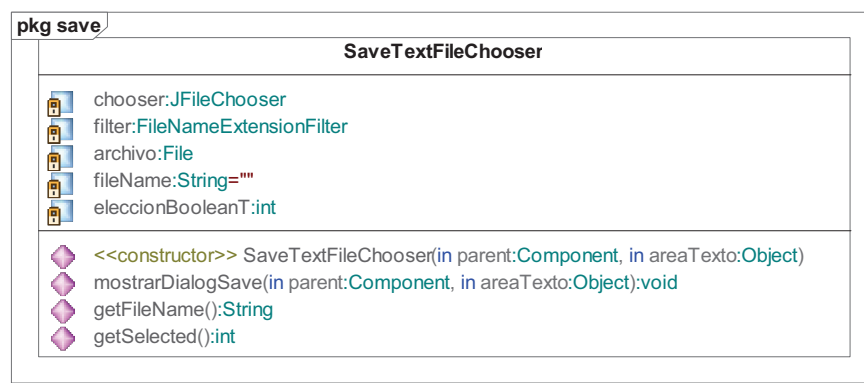 pkg save
SaveTextFileChooser
chooser:JFileChooser
filter:FileNameExtensionFilter
archivo:File
fileName:String=""
eleccionBooleanT:int
<<constructor>> SaveTextFileChooser(in parent:Component, in areaTexto:Object)
mostrarDialogSave(in parent:Component, in areaTexto:Object):void
getFileName():String
getSelected():int